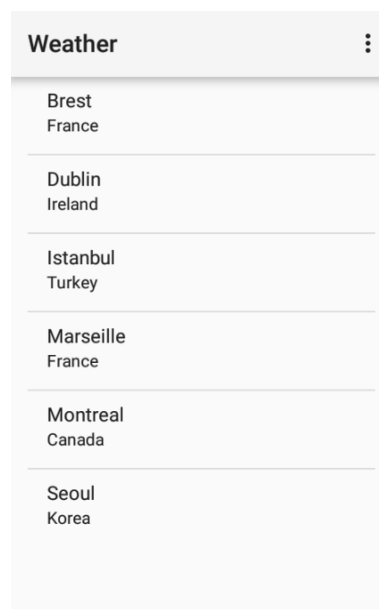 Weather
Brest
France
Dublin
Ireland
Istanbul
Turkey
Marseille
France
Montreal
Canada
Seoul
Korea